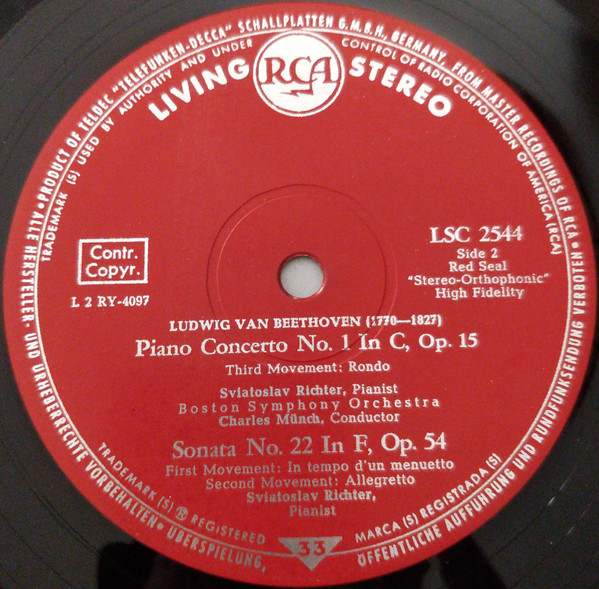 • PRODUCT OF TELDEC "TELEFUNKEN-DECCA" SCHALLPLATTEN G.M.B.H., GERMANY, FROM MASTER RECORDINGS OF RCA •
TRADEMARK (S) USED BY AUTHORITY AND UNDER CONTROL OF RADIO CORPORATION OF AMERICA (RCA)
LIVING RCA STEREO
LSC 2544
Side 2
Red Seal
"Stereo-Orthophonic"
High Fidelity
Contr.
Copyr.
L 2 RY-4097
LUDWIG VAN BEETHOVEN (1770—1827)
Piano Concerto No. 1 In C, Op. 15
Third Movement: Rondo
Sviatoslav Richter, Pianist
Boston Symphony Orchestra
Charles Münch, Conductor
Sonata No. 22 In F, Op. 54
First Movement: In tempo d'un menuetto
Second Movement: Allegretto
Sviatoslav Richter,
Pianist
TRADEMARK (S) ® REGISTERED
MARCA (S) REGISTRADA (S)
33
ALLE HERSTELLER- UND URHEBERRECHTE VORBEHALTEN • ÜBERSPIELUNG, ÖFFENTLICHE AUFFÜHRUNG UND RUNDFUNKSENDUNG VERBOTEN